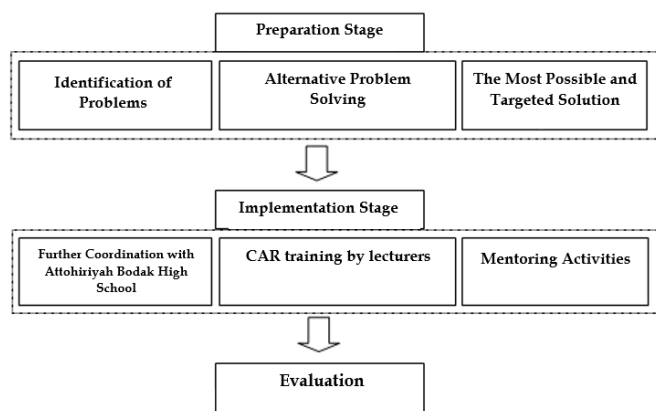 Preparation Stage
Identification of
Problems
Alternative Problem
Solving
The Most Possible and
Targeted Solution
Implementation Stage
Further Coordination with
Attohiriyah Bodak High
School
CAR training by lecturers
Mentoring Activities
Evaluation